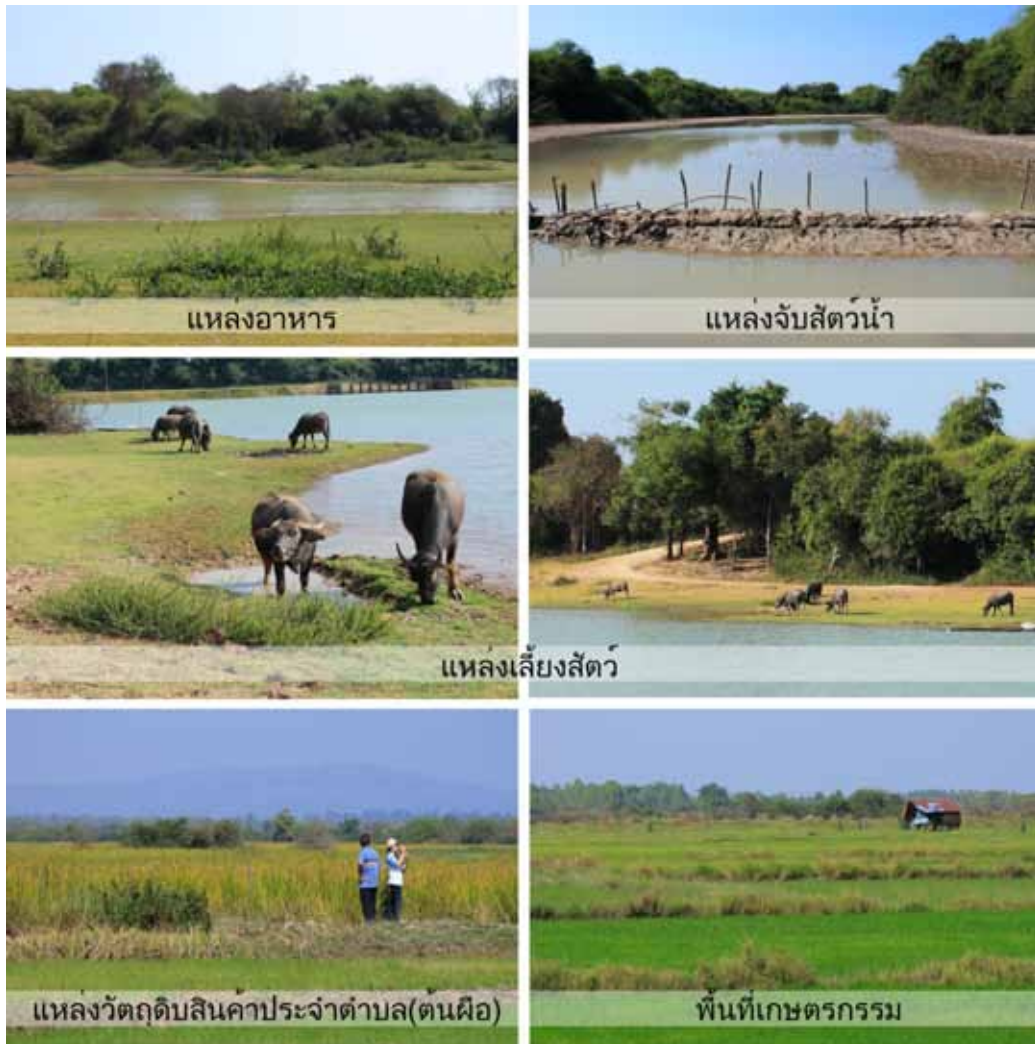 แหล่งอาหาร
แหล่งจับสัตว์น้ำ
แหล่งเลี้ยงสัตว์
แหล่งวัตถุดิบสินค้าประจำตำบล(ต้นผือ)
พื้นที่เกษตรกรรม